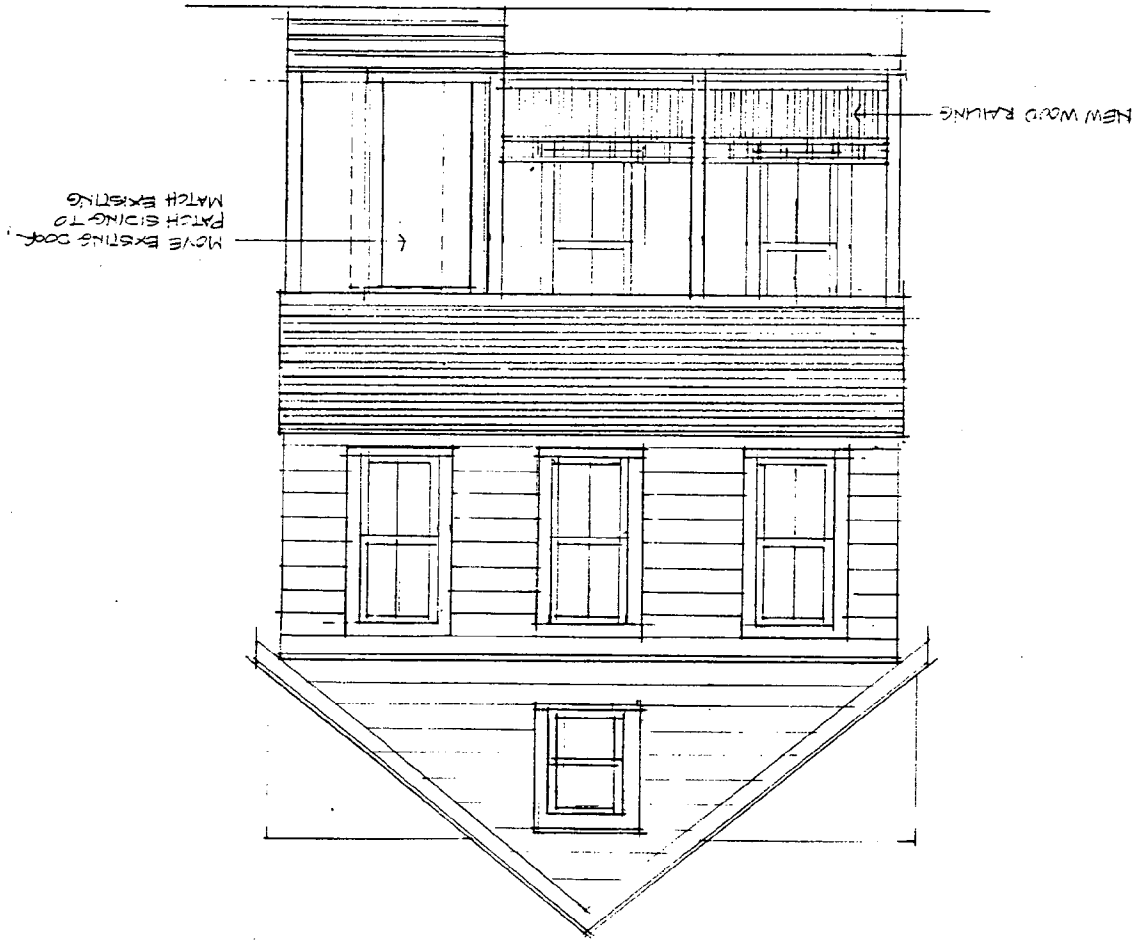 NEW WOOD RAILING
MOVE EXISTING DOOR,
PATCH SIDING TO
MATCH EXISTING